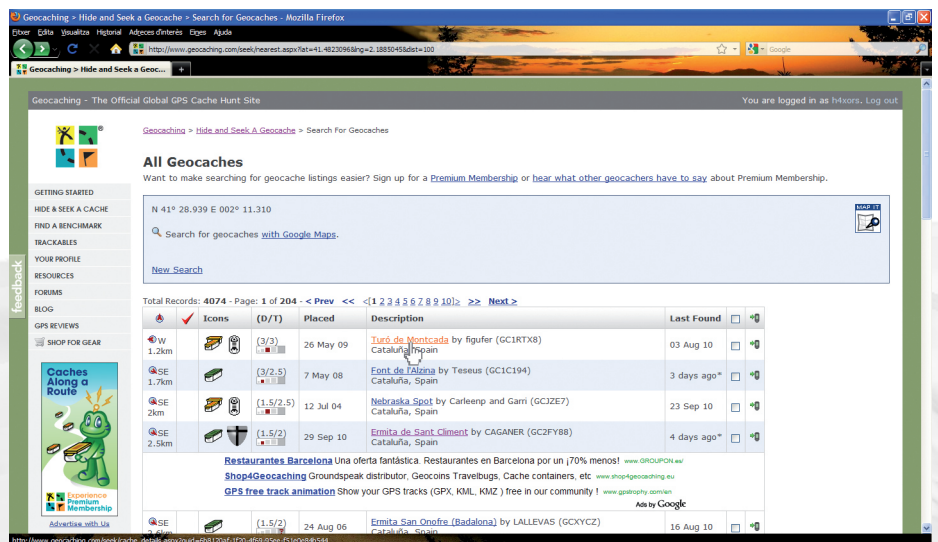 Geocaching > Hide and Seek a Geocache > Search for Geocaches - Mozilla Firefox
Fitxer Edita Visualitza Historial Adreces d'interès Eines Ajuda
http://www.geocaching.com/seek/nearest.aspx?lat=41.482309&lng=2.188504&dist=100
Google
Geocaching > Hide and Seek a Geoc...
Geocaching - The Official Global GPS Cache Hunt Site
You are logged in as h4xors. Log out
Geocaching > Hide and Seek A Geocache > Search For Geocaches
All Geocaches
Want to make searching for geocache listings easier? Sign up for a Premium Membership or hear what other geocachers have to say about Premium Membership.
GETTING STARTED
HIDE & SEEK A CACHE
FIND A BENCHMARK
TRACKABLES
YOUR PROFILE
RESOURCES
FORUMS
BLOG
GPS REVIEWS
SHOP FOR GEAR
feedback
N 41° 28.939 E 002° 11.310
MAP IT
Search for geocaches with Google Maps.
New Search
Total Records: 4074 - Page: 1 of 204 - < Prev << <[1 2 3 4 5 6 7 8 9 10]> >> Next >
Icons (D/T) Placed Description Last Found
W 1.2km (3/3) 26 May 09 Turó de Montcada by figufer (GC1RTX8) 03 Aug 10
Cataluña, Spain
SE 1.7km (3/2.5) 7 May 08 Font de l'Alzina by Teseus (GC1C194) 3 days ago*
Cataluña, Spain
SE 2km (1.5/2.5) 12 Jul 04 Nebraska Spot by Carleenp and Garri (GCJZE7) 23 Sep 10
Cataluña, Spain
SE 2.5km (1.5/2) 29 Sep 10 Ermita de Sant Climent by CAGANER (GC2FY88) 4 days ago*
Cataluña, Spain
Restaurantes Barcelona Una oferta fantástica. Restaurantes en Barcelona por un ¡70% menos! www.GROUPON.es/
Shop4Geocaching Groundspeak distributor, Geocoins Travelbugs, Cache containers, etc www.shop4geocaching.eu
GPS free track animation Show your GPS tracks (GPX, KML, KMZ ) free in our community ! www.gpstrophy.com/en
Ads by Google
SE 2.6km (1.5/2) 24 Aug 06 Ermita San Onofre (Badalona) by LALLEVAS (GCXYCZ) 16 Aug 10
Cataluña, Spain
Caches
Along a
Route
Experience
Premium
Membership
Advertise with Us